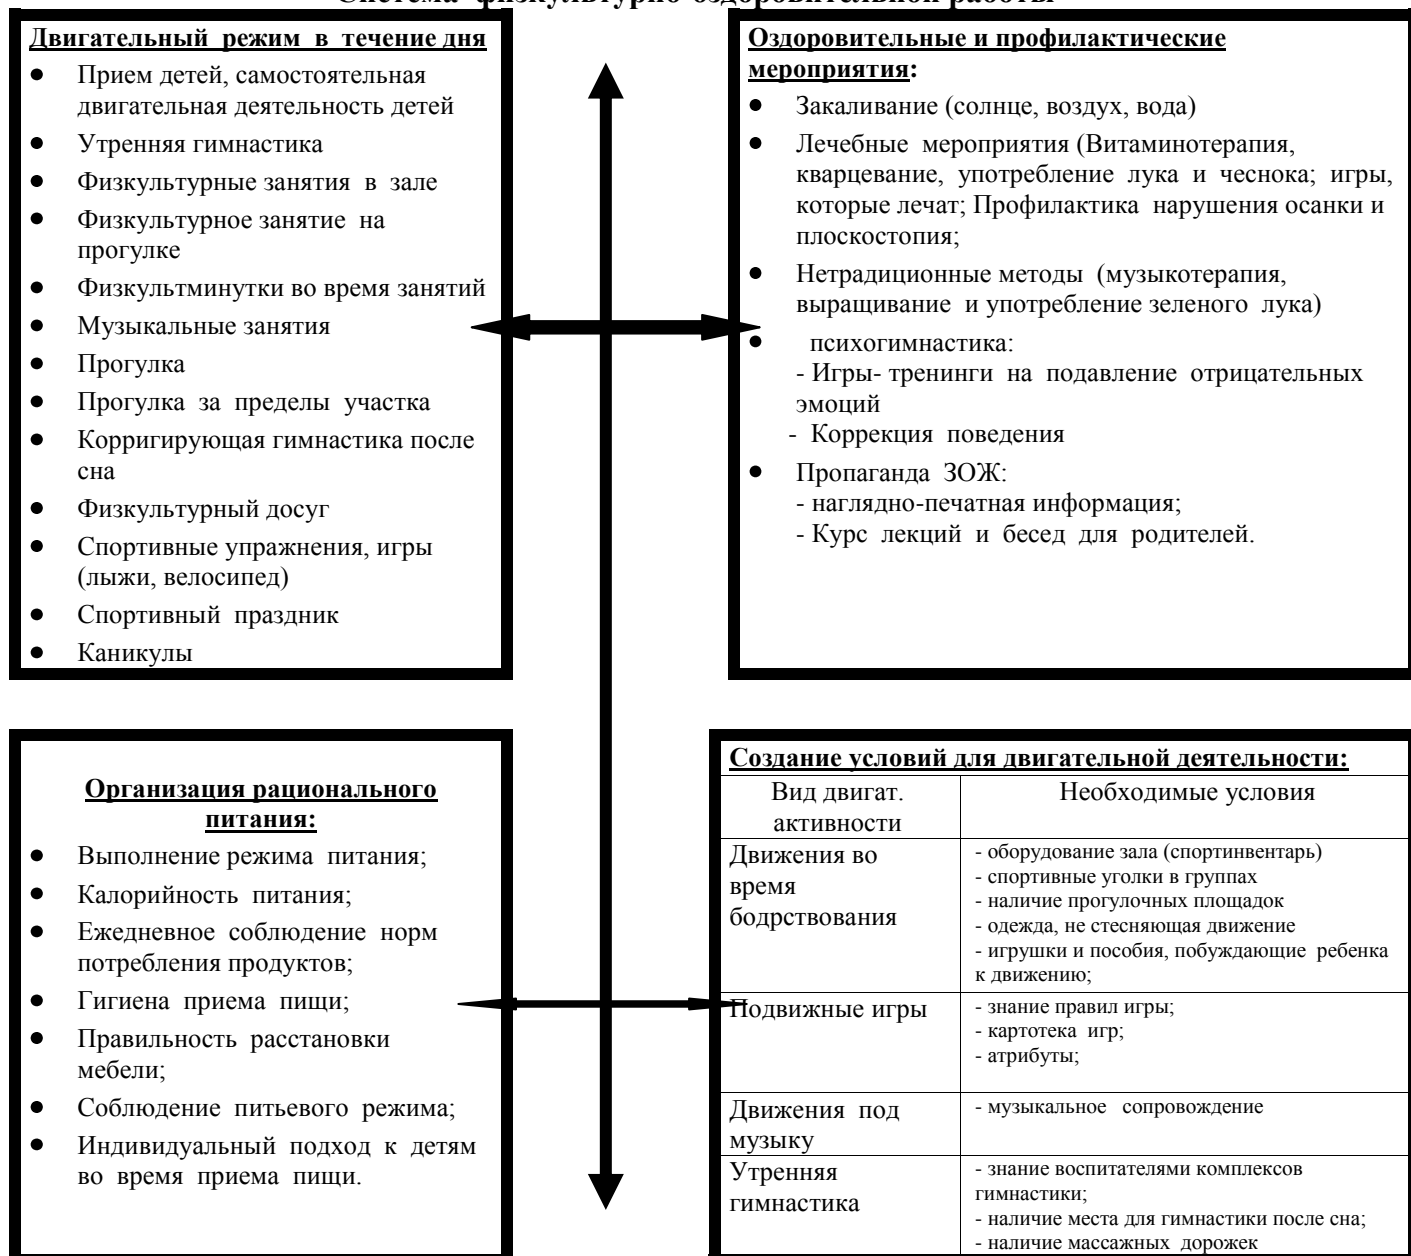 Система физкультурно-оздоровительной работы
Двигательный режим в течение дня
● Прием детей, самостоятельная
двигательная деятельность детей
● Утренняя гимнастика
● Физкультурные занятия в зале
● Физкультурное занятие на
прогулке
● Физкультминутки во время занятий
● Музыкальные занятия
● Прогулка
● Прогулка за пределы участка
● Корригирующая гимнастика после
сна
● Физкультурный досуг
● Спортивные упражнения, игры
(лыжи, велосипед)
● Спортивный праздник
● Каникулы
Оздоровительные и профилактические
мероприятия:
● Закаливание (солнце, воздух, вода)
● Лечебные мероприятия (Витаминотерапия,
кварцевание, употребление лука и чеснока; игры,
которые лечат; Профилактика нарушения осанки и
плоскостопия;
● Нетрадиционные методы (музыкотерапия,
выращивание и употребление зеленого лука)
● психогимнастика:
- Игры- тренинги на подавление отрицательных
эмоций
- Коррекция поведения
● Пропаганда ЗОЖ:
- наглядно-печатная информация;
- Курс лекций и бесед для родителей.
Организация рационального
питания:
● Выполнение режима питания;
● Калорийность питания;
● Ежедневное соблюдение норм
потребления продуктов;
● Гигиена приема пищи;
● Правильность расстановки
мебели;
● Соблюдение питьевого режима;
● Индивидуальный подход к детям
во время приема пищи.
Создание условий для двигательной деятельности:
Вид двигат.
активности
Необходимые условия
Движения во
время
бодрствования
- оборудование зала (спортинвентарь)
- спортивные уголки в группах
- наличие прогулочных площадок
- одежда, не стесняющая движение
- игрушки и пособия, побуждающие ребенка
к движению;
Подвижные игры
- знание правил игры;
- картотека игр;
- атрибуты;
Движения под
музыку
- музыкальное сопровождение
Утренняя
гимнастика
- знание воспитателями комплексов
гимнастики;
- наличие места для гимнастики после сна;
- наличие массажных дорожек